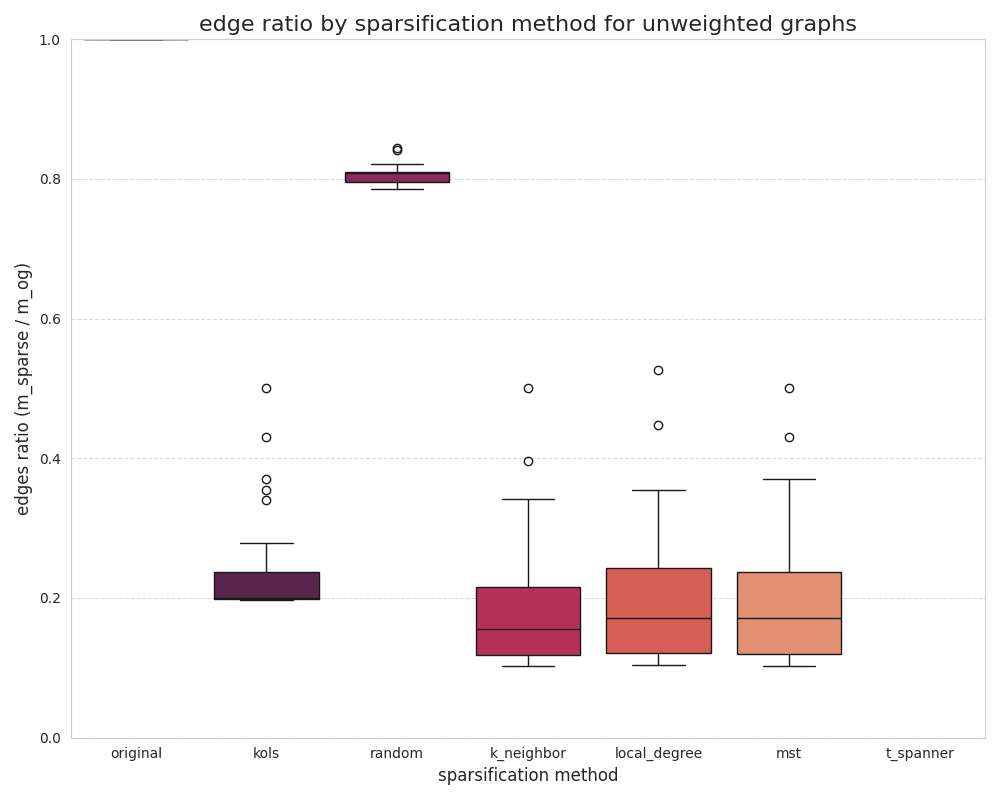 edge ratio by sparsification method for unweighted graphs
edges ratio (m_sparse / m_og)
1.0
0.8
0.6
0.4
0.2
0.0
original kols random k_neighbor local_degree mst t_spanner
sparsification method